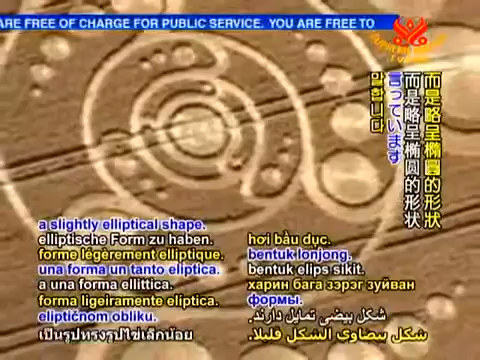 ARE FREE OF CHARGE FOR PUBLIC SERVICE. YOU ARE FREE TO
而是略呈橢圓的形狀
而是略呈椭圆的形状
言っています
말합니다
a slightly elliptical shape.
elliptische Form zu haben.
forme légèrement elliptique.
una forma un tanto elíptica.
a una forma ellittica.
forma ligeiramente elíptica.
eliptičnom obliku.
เป็นรูปทรงรูปไข่เล็กน้อย
hơi bầu dục.
bentuk lonjong.
bentuk elips sikit.
харин бага зэрэг зуйван
формы.
شکل بیضی تمایل دارند.
شكل بيضاوي الشكل قليلا.